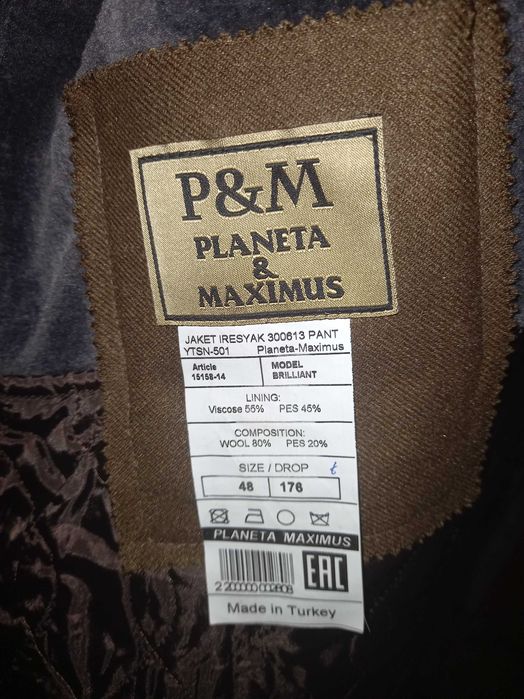 P&M
PLANETA
&
MAXIMUS
JAKET IRESYAK 300613 PANT
YTSN-501 Planeta-Maximus
Article MODEL
15158-14 BRILLIANT
LINING:
Viscose 55% PES 45%
COMPOSITION:
WOOL 80% PES 20%
SIZE / DROP t
48 176
PLANETA MAXIMUS
EAC
Made in Turkey